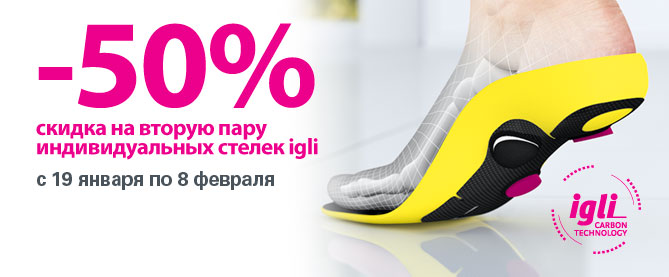 -50%
скидка на вторую пару
индивидуальных стелек igli
с 19 января по 8 февраля
igli
CARBON
TECHNOLOGY